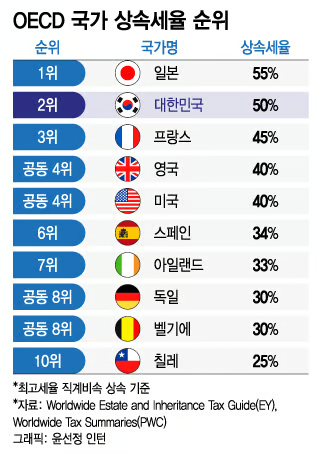 OECD 국가 상속세율 순위
순위 국가명 상속세율
1위 일본 55%
2위 대한민국 50%
3위 프랑스 45%
공동 4위 영국 40%
공동 4위 미국 40%
6위 스페인 34%
7위 아일랜드 33%
공동 8위 독일 30%
공동 8위 벨기에 30%
10위 칠레 25%
*최고세율 직계비속 상속 기준
*자료: Worldwide Estate and Inheritance Tax Guide(EY),
Worldwide Tax Summaries(PWC)
그래픽: 윤선정 인턴